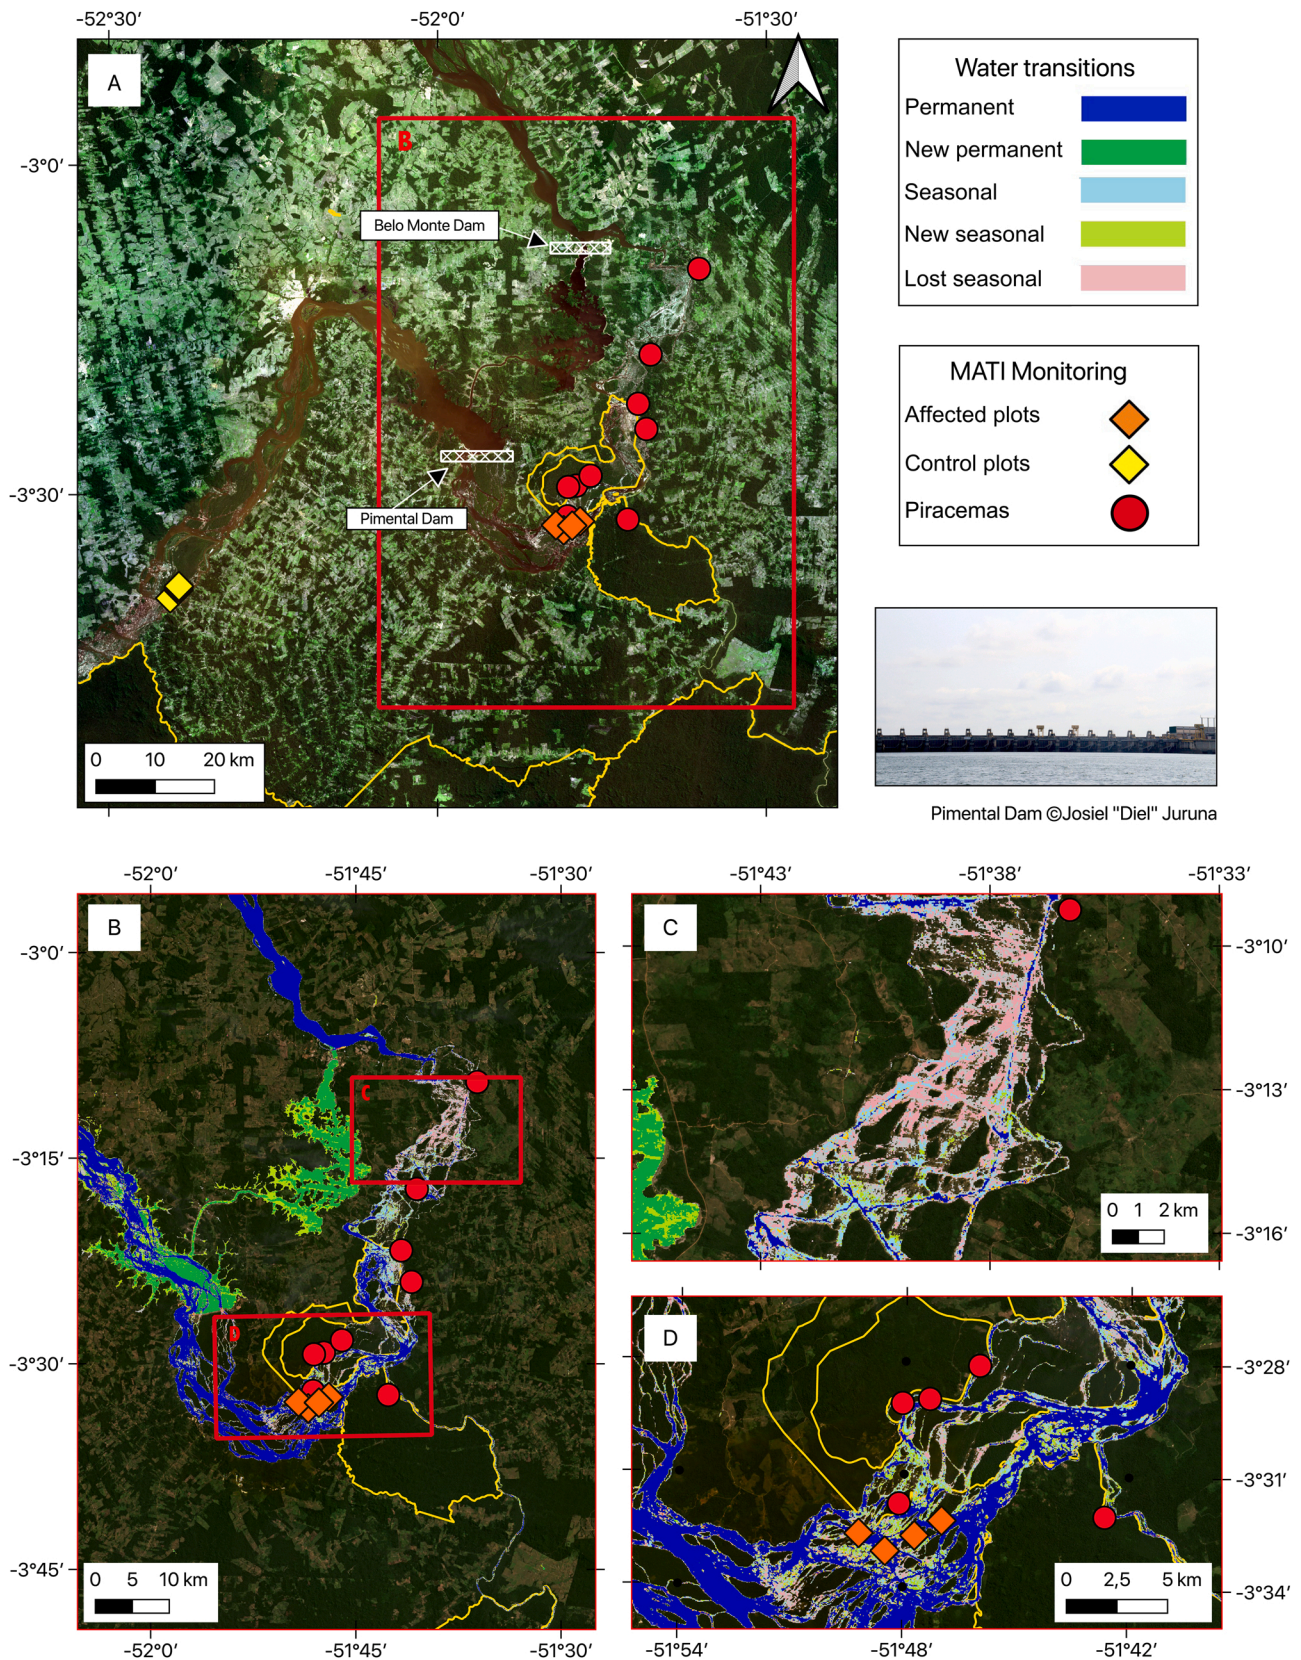 -52°30′ -52°0′ -51°30′
A
B
-3°0′
Belo Monte Dam
-3°30′
Pimental Dam
0 10 20 km
Water transitions
Permanent
New permanent
Seasonal
New seasonal
Lost seasonal
MATI Monitoring
Affected plots
Control plots
Piracemas
Pimental Dam ©Josiel "Diel" Juruna
-52°0′ -51°45′ -51°30′
B
-3°0′
C
-3°15′
D
-3°30′
-3°45′
0 5 10 km
-52°0′ -51°45′ -51°30′
-51°43′ -51°38′ -51°33′
C
-3°10′
-3°13′
0 1 2 km
-3°16′
D
-3°28′
-3°31′
0 2,5 5 km
-3°34′
-51°54′ -51°48′ -51°42′